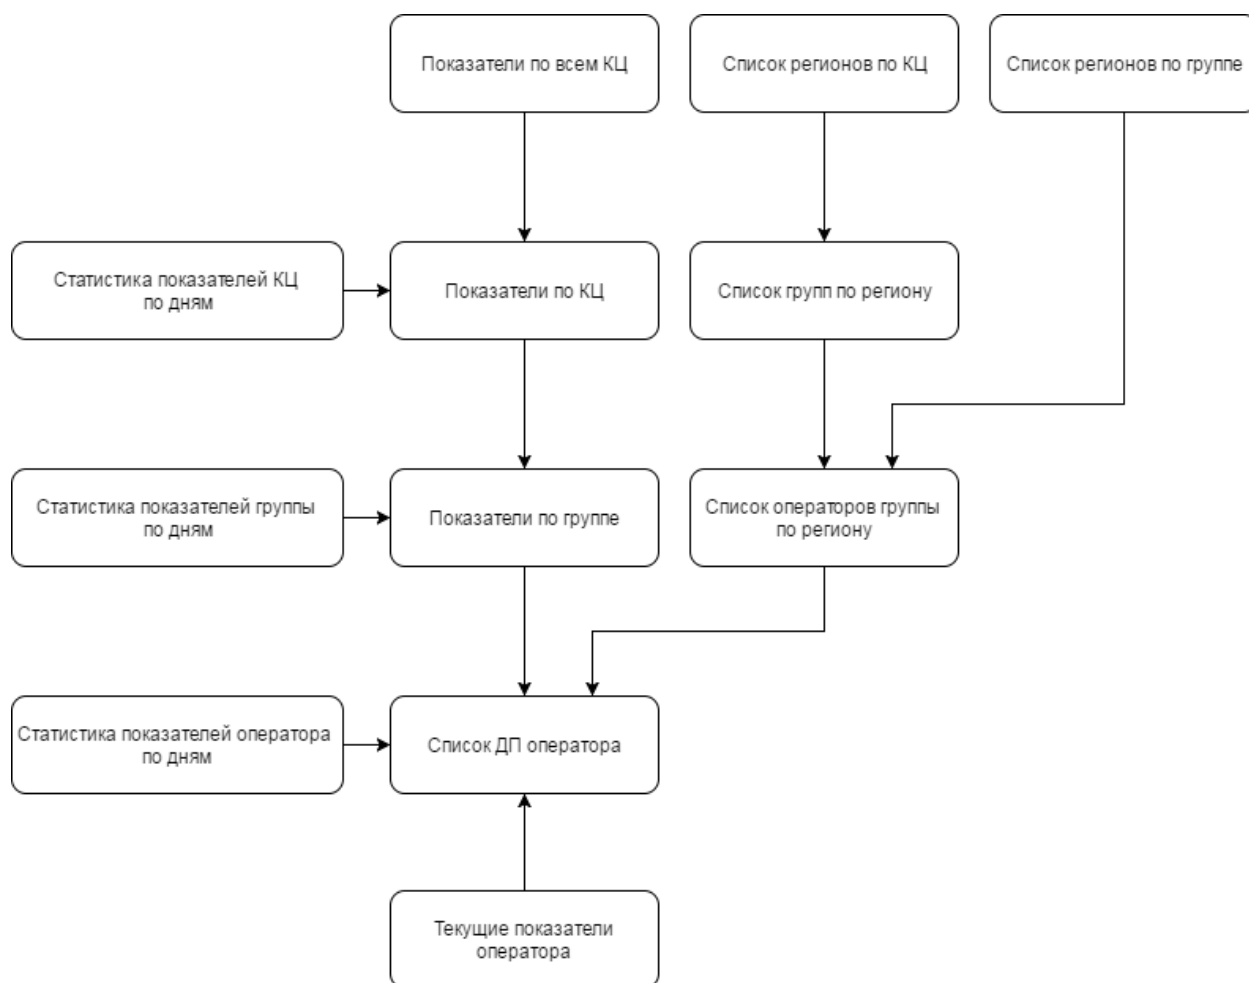 Показатели по всем КЦ
Список регионов по КЦ
Список регионов по группе
Статистика показателей КЦ
по дням
Показатели по КЦ
Список групп по региону
Статистика показателей группы
по дням
Показатели по группе
Список операторов группы
по региону
Статистика показателей оператора
по дням
Список ДП оператора
Текущие показатели
оператора